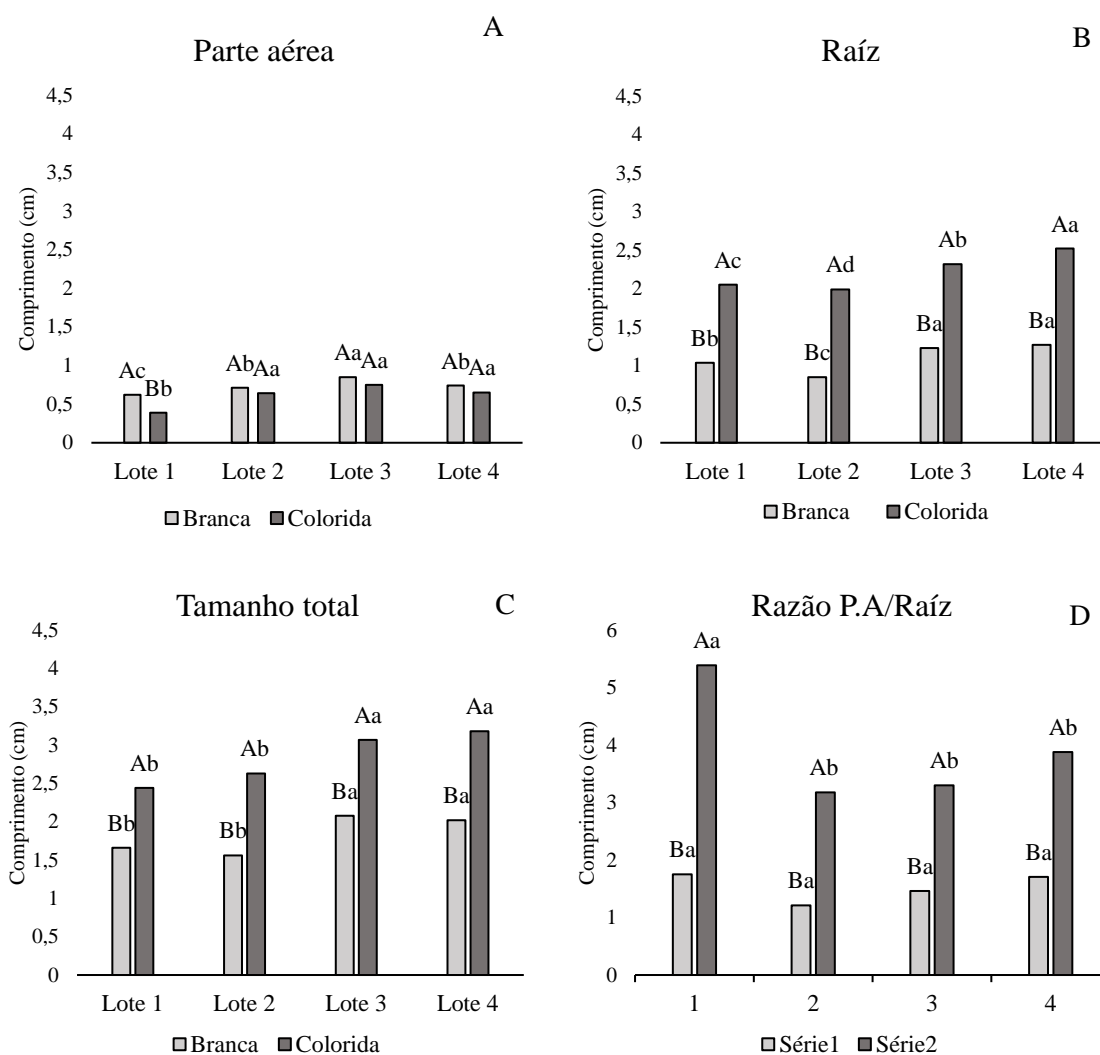 A
Parte aérea
4,5
4
3,5
3
2,5
2
1,5
1
0,5
0
Comprimento (cm)
Ac
Bb
Ab
Aa
Aa
Aa
Ab
Aa
Lote 1 Lote 2 Lote 3 Lote 4
Branca Colorida
B
Raíz
4,5
4
3,5
3
2,5
2
1,5
1
0,5
0
Comprimento (cm)
Bb
Ac
Bc
Ad
Ba
Ab
Ba
Aa
Lote 1 Lote 2 Lote 3 Lote 4
Branca Colorida
C
Tamanho total
4,5
4
3,5
3
2,5
2
1,5
1
0,5
0
Comprimento (cm)
Bb
Ab
Bb
Ab
Ba
Aa
Ba
Aa
Lote 1 Lote 2 Lote 3 Lote 4
Branca Colorida
D
Razão P.A/Raíz
6
5
4
3
2
1
0
Comprimento (cm)
Ba
Aa
Ba
Ab
Ba
Ab
Ba
Ab
1 2 3 4
Série1 Série2